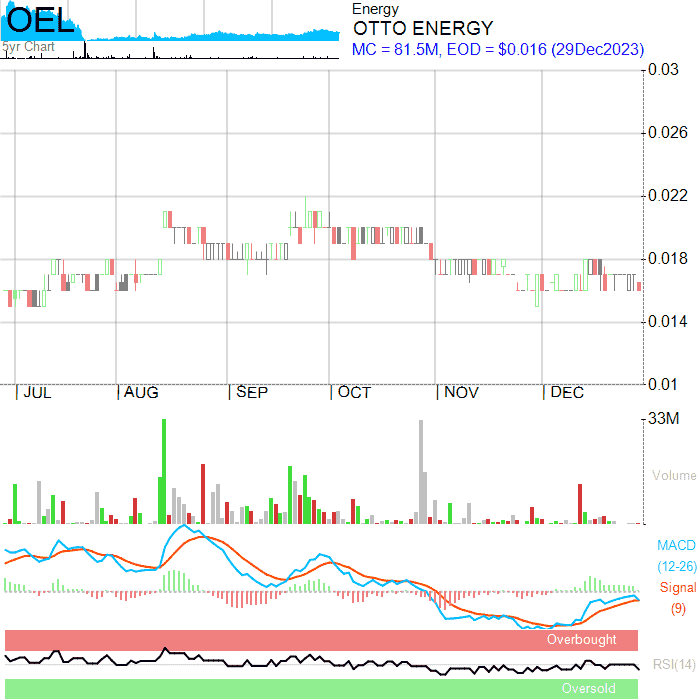 OEL
5yr Chart
Energy
OTTO ENERGY
MC = 81.5M, EOD = $0.016 (29Dec2023)
0.03
0.026
0.022
0.018
0.014
0.01
JUL AUG SEP OCT NOV DEC
33M
Volume
MACD
(12-26)
Signal
(9)
Overbought
RSI(14)
Oversold